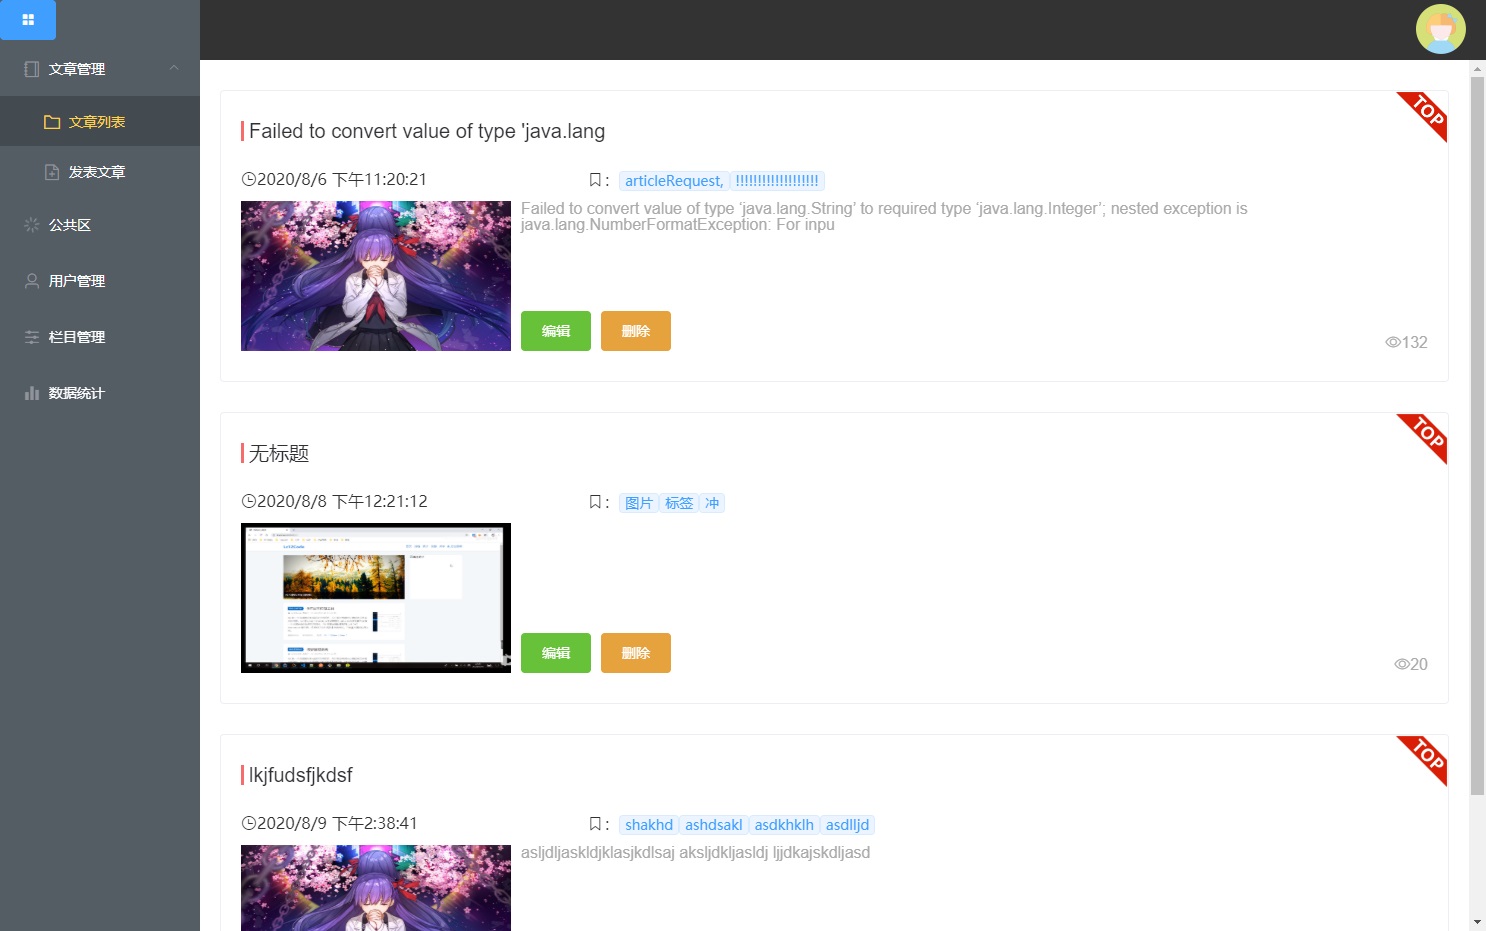 文章管理
文章列表
发表文章
公共区
用户管理
栏目管理
数据统计
TOP
Failed to convert value of type 'java.lang
2020/8/6 下午11:20:21
: articleRequest, !!!!!!!!!!!!!!!!!!!
Failed to convert value of type ‘java.lang.String’ to required type ‘java.lang.Integer’; nested exception is
java.lang.NumberFormatException: For inpu
编辑 删除
132
TOP
无标题
2020/8/8 下午12:21:12
: 图片 标签 冲
编辑 删除
20
TOP
lkjfudsfjkdsf
2020/8/9 下午2:38:41
: shakhd ashdsakl asdkhklh asdlljd
asljdljaskldjklasjkdlsaj aksljdkljasldj ljjdkajskdljasd